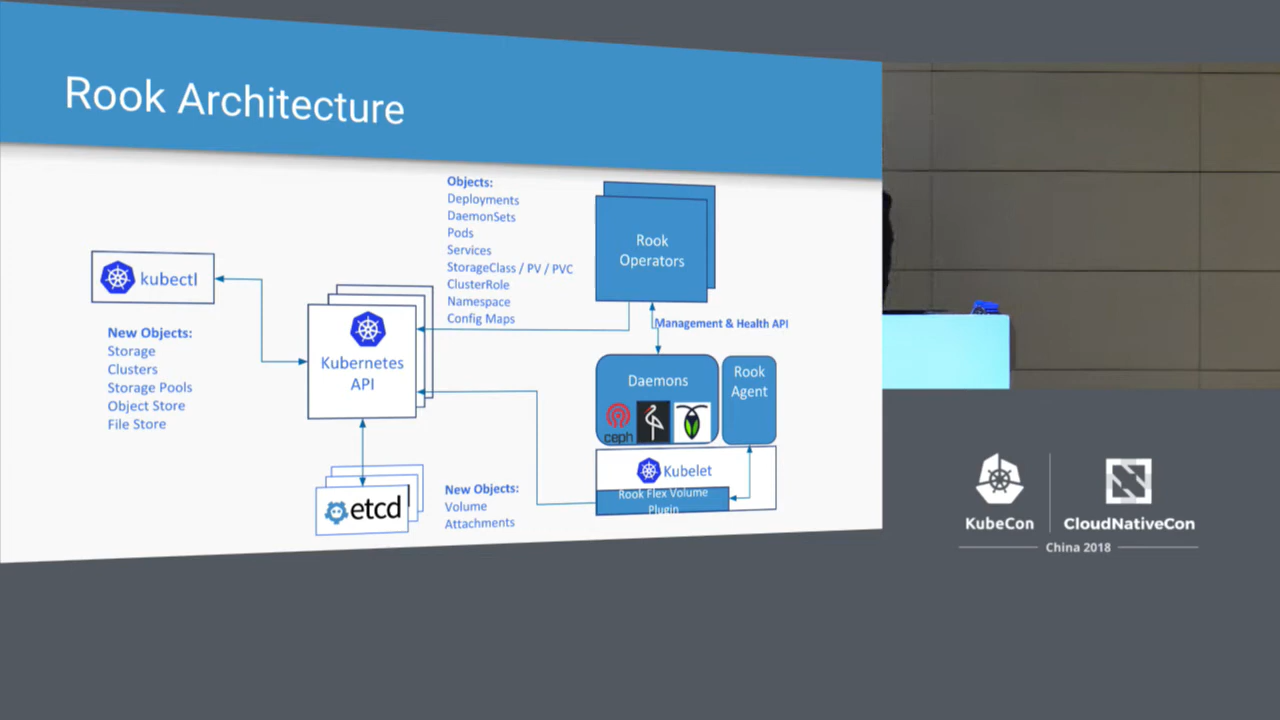 Rook Architecture
Objects:
Deployments
DaemonSets
Pods
Services
StorageClass / PV / PVC
ClusterRole
Namespace
Config Maps
Rook
Operators
kubectl
New Objects:
Storage
Clusters
Storage Pools
Object Store
File Store
Kubernetes
API
Management & Health API
Daemons
ceph
Rook
Agent
Kubelet
Rook Flex Volume
Plugin
etcd
New Objects:
Volume
Attachments
KubeCon
CloudNativeCon
China 2018